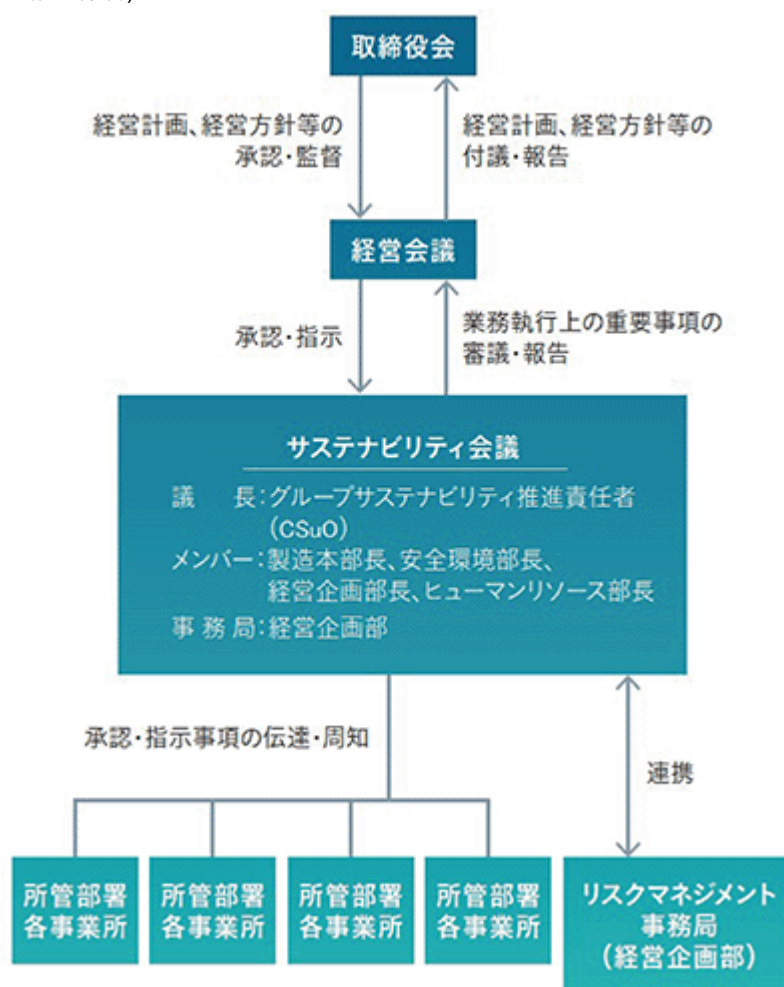 取締役会
経営計画、経営方針等の
承認・監督
経営計画、経営方針等の
付議・報告
経営会議
承認・指示
業務執行上の重要事項の
審議・報告
サステナビリティ会議
議　長：グループサステナビリティ推進責任者
（CSuO）
メンバー：製造本部長、安全環境部長、
経営企画部長、ヒューマンリソース部長
事務局：経営企画部
承認・指示事項の伝達・周知
連携
所管部署
各事業所
所管部署
各事業所
所管部署
各事業所
所管部署
各事業所
リスクマネジメント
事務局
（経営企画部）